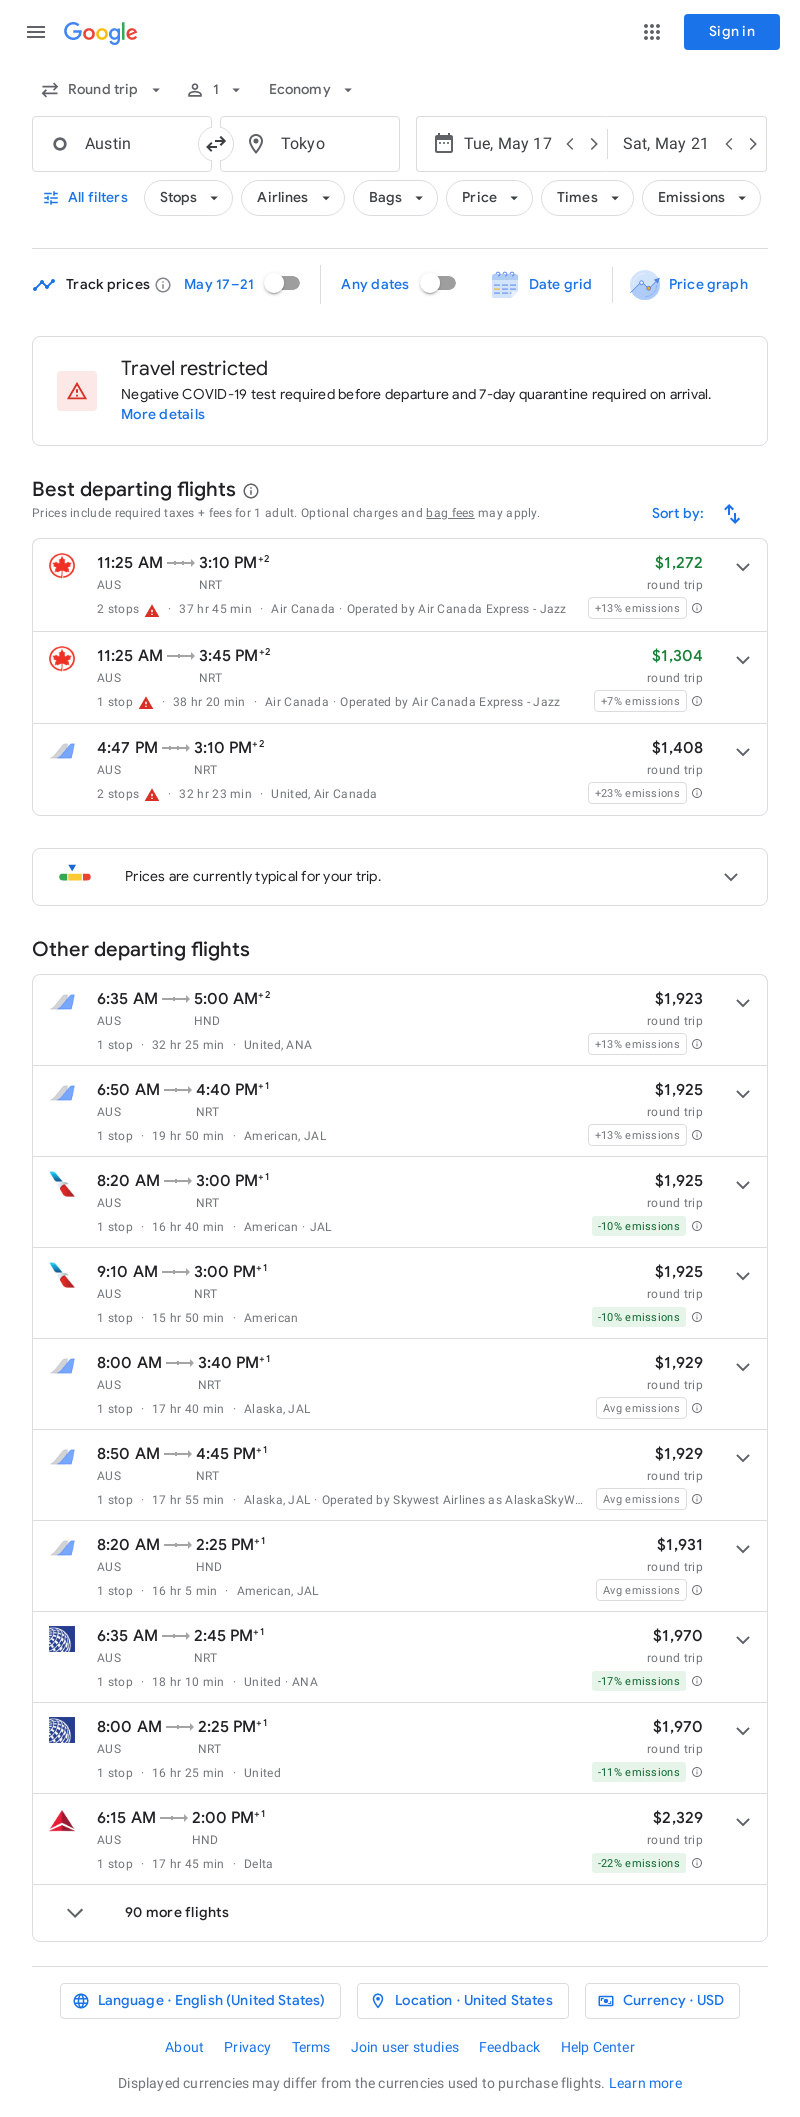 Google
Sign in
Round trip
1
Economy
Austin
Tokyo
Tue, May 17
Sat, May 21
All filters
Stops
Airlines
Bags
Price
Times
Emissions
Track prices
May 17–21
Any dates
Date grid
Price graph
Travel restricted
Negative COVID-19 test required before departure and 7-day quarantine required on arrival.
More details
Best departing flights
Prices include required taxes + fees for 1 adult. Optional charges and bag fees may apply.
Sort by:
11:25 AM 3:10 PM+2 $1,272
AUS NRT round trip
2 stops · 37 hr 45 min · Air Canada · Operated by Air Canada Express - Jazz +13% emissions
11:25 AM 3:45 PM+2 $1,304
AUS NRT round trip
1 stop · 38 hr 20 min · Air Canada · Operated by Air Canada Express - Jazz +7% emissions
4:47 PM 3:10 PM+2 $1,408
AUS NRT round trip
2 stops · 32 hr 23 min · United, Air Canada +23% emissions
Prices are currently typical for your trip.
Other departing flights
6:35 AM 5:00 AM+2 $1,923
AUS HND round trip
1 stop · 32 hr 25 min · United, ANA +13% emissions
6:50 AM 4:40 PM+1 $1,925
AUS NRT round trip
1 stop · 19 hr 50 min · American, JAL +13% emissions
8:20 AM 3:00 PM+1 $1,925
AUS NRT round trip
1 stop · 16 hr 40 min · American · JAL -10% emissions
9:10 AM 3:00 PM+1 $1,925
AUS NRT round trip
1 stop · 15 hr 50 min · American -10% emissions
8:00 AM 3:40 PM+1 $1,929
AUS NRT round trip
1 stop · 17 hr 40 min · Alaska, JAL Avg emissions
8:50 AM 4:45 PM+1 $1,929
AUS NRT round trip
1 stop · 17 hr 55 min · Alaska, JAL · Operated by Skywest Airlines as AlaskaSkyW... Avg emissions
8:20 AM 2:25 PM+1 $1,931
AUS HND round trip
1 stop · 16 hr 5 min · American, JAL Avg emissions
6:35 AM 2:45 PM+1 $1,970
AUS NRT round trip
1 stop · 18 hr 10 min · United · ANA -17% emissions
8:00 AM 2:25 PM+1 $1,970
AUS NRT round trip
1 stop · 16 hr 25 min · United -11% emissions
6:15 AM 2:00 PM+1 $2,329
AUS HND round trip
1 stop · 17 hr 45 min · Delta -22% emissions
90 more flights
Language · English (United States)
Location · United States
Currency · USD
About Privacy Terms Join user studies Feedback Help Center
Displayed currencies may differ from the currencies used to purchase flights. Learn more